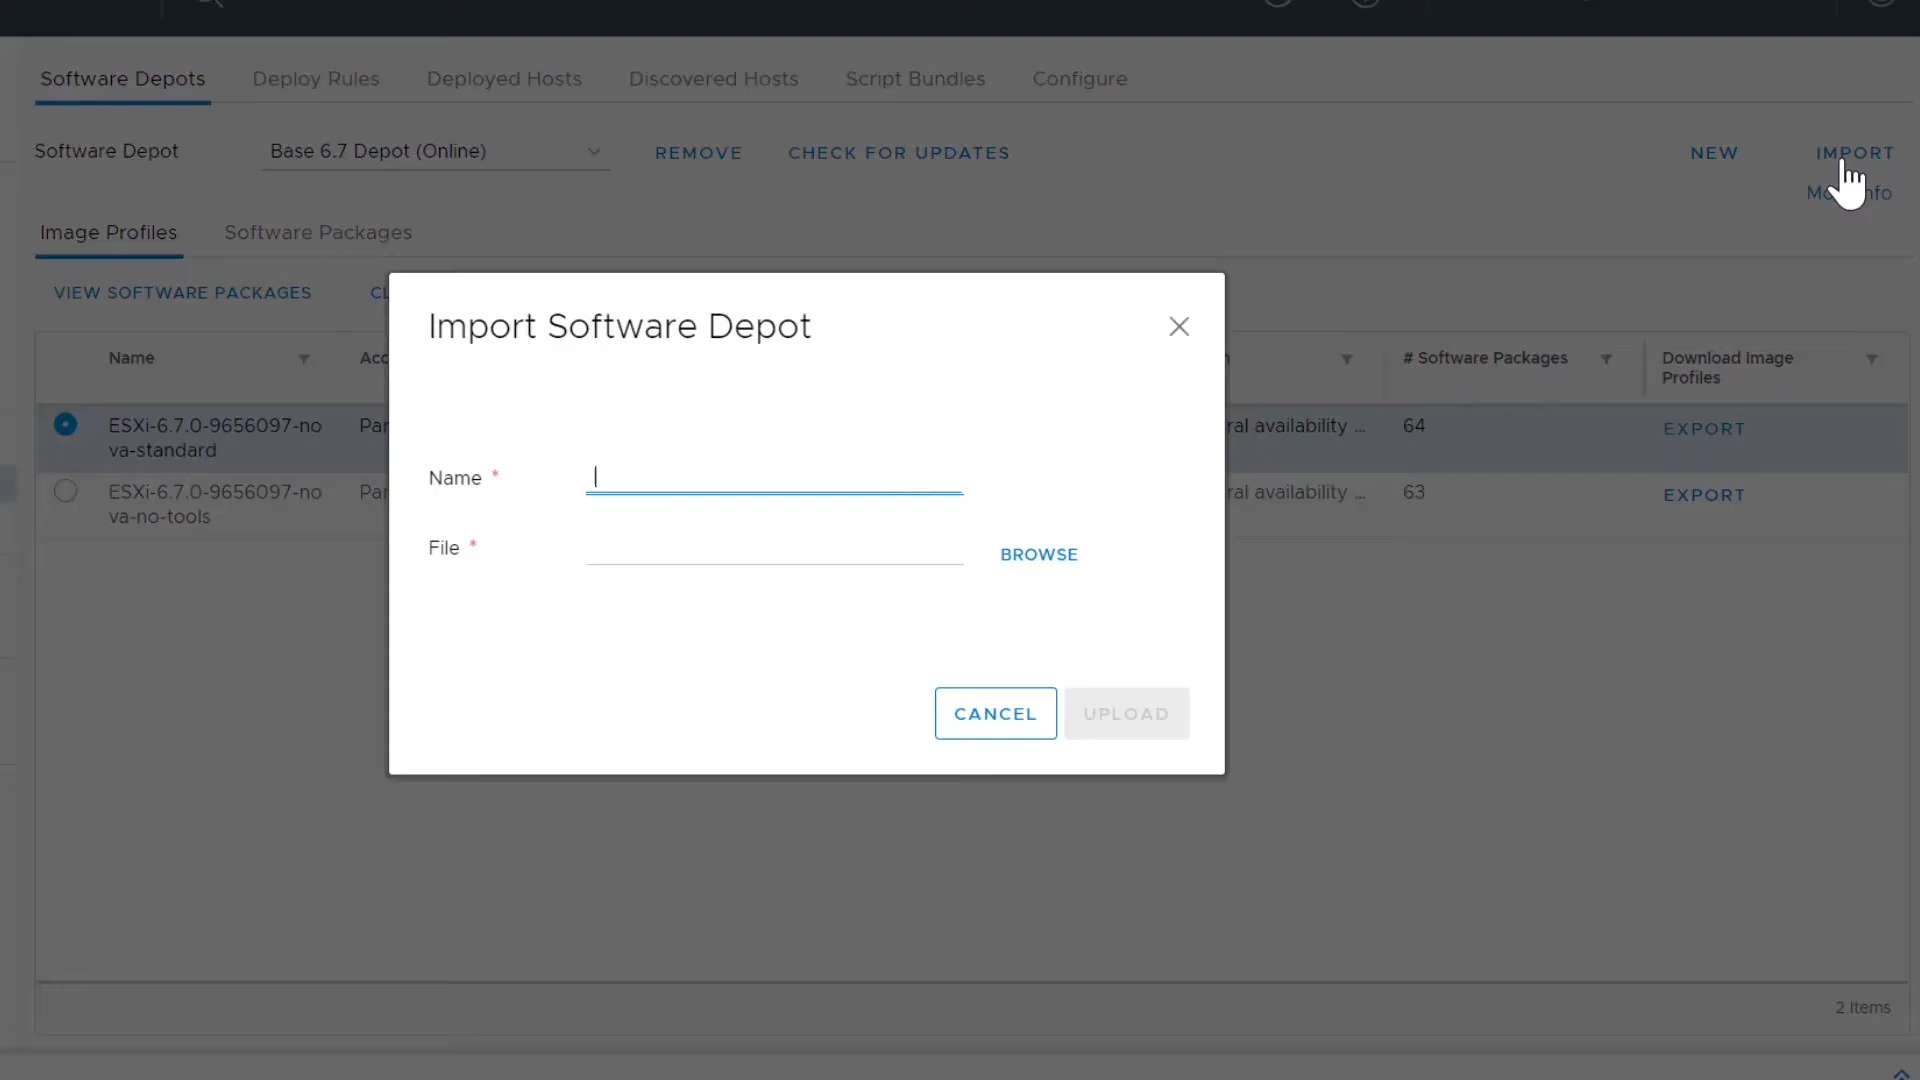 Software Depots Deploy Rules Deployed Hosts Discovered Hosts Script Bundles Configure
Software Depot Base 6.7 Depot (Online) REMOVE CHECK FOR UPDATES NEW IMPORT
Image Profiles Software Packages
VIEW SOFTWARE PACKAGES
Import Software Depot
Name # Software Packages Download Image
Profiles
ESXi-6.7.0-9656097-no availability ... 64 EXPORT
va-standard
Name *
ESXi-6.7.0-9656097-no availability ... 63 EXPORT
va-no-tools
File * BROWSE
CANCEL UPLOAD
2 Items